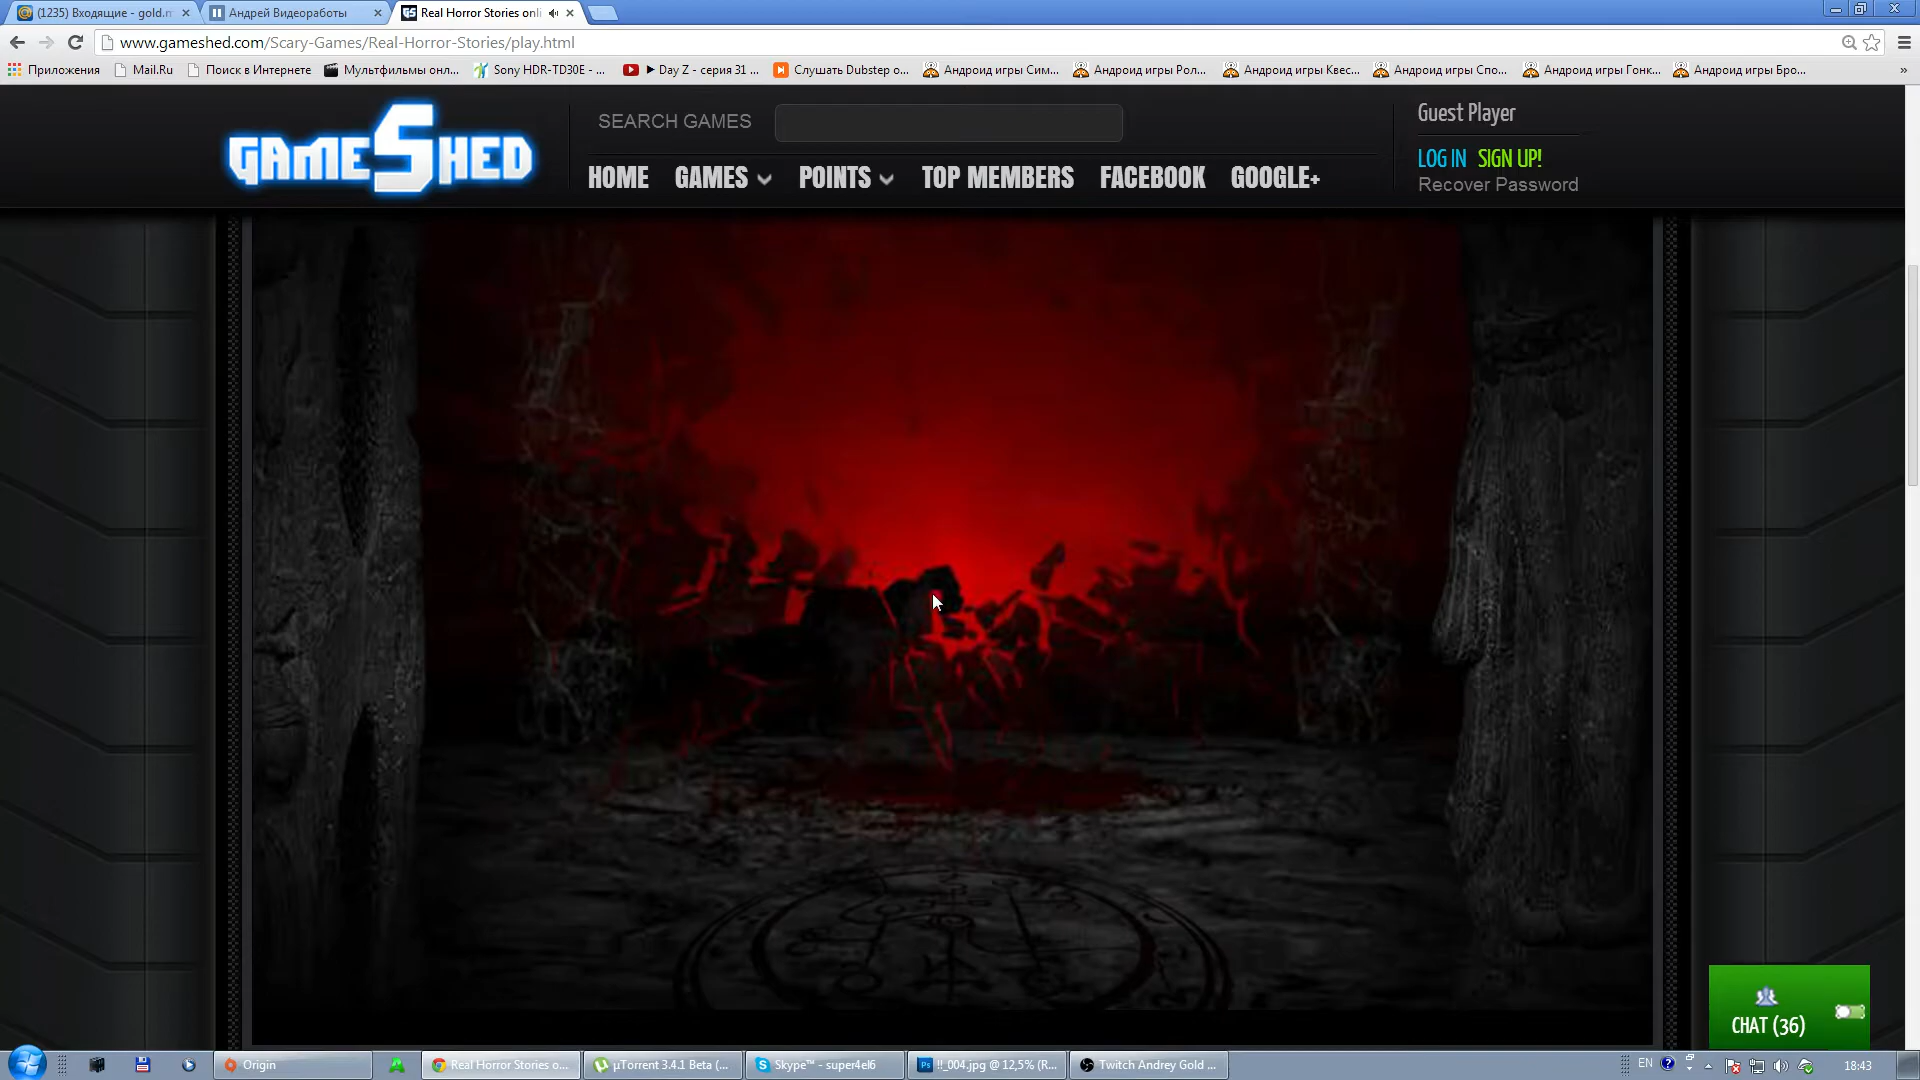 (1235) Входящие - gold.m
Андрей Видеоработы
Real Horror Stories onli
www.gameshed.com/Scary-Games/Real-Horror-Stories/play.html
Приложения
Mail.Ru
Поиск в Интернете
Мультфильмы онл...
Sony HDR-TD30E - ...
Day Z - серия 31 ...
Слушать Dubstep о...
Андроид игры Сим...
Андроид игры Рол...
Андроид игры Квес...
Андроид игры Спо...
Андроид игры Гонк...
Андроид игры Бро...
»
GAMESHED
SEARCH GAMES
Guest Player
LOG IN SIGN UP!
Recover Password
HOME GAMES POINTS TOP MEMBERS FACEBOOK GOOGLE+
CHAT (36)
Origin
Real Horror Stories o...
µTorrent 3.4.1 Beta (...
Skype™ - super4el6
!!_004.jpg @ 12,5% (R...
Twitch Andrey Gold ...
EN
18:43